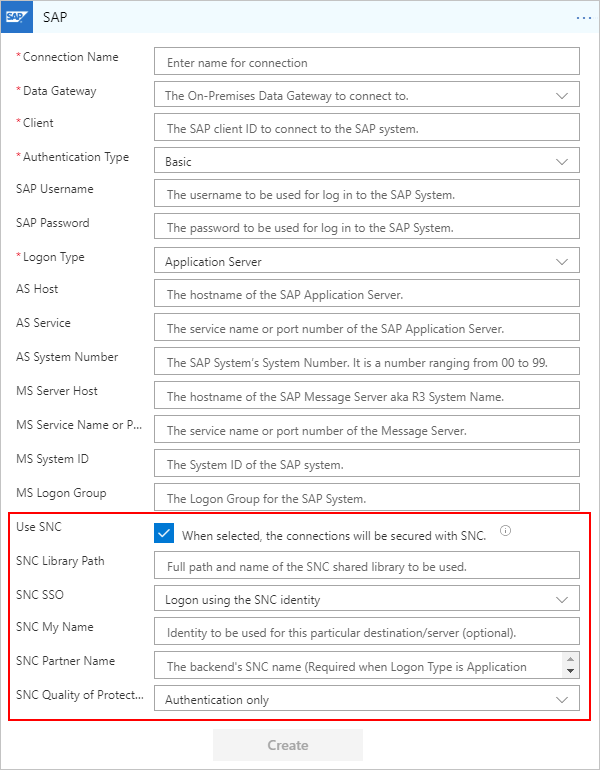 SAP SAP ...
* Connection Name Enter name for connection
* Data Gateway The On-Premises Data Gateway to connect to.
* Client The SAP client ID to connect to the SAP system.
* Authentication Type Basic
SAP Username The username to be used for log in to the SAP System.
SAP Password The password to be used for log in to the SAP System.
* Logon Type Application Server
AS Host The hostname of the SAP Application Server.
AS Service The service name or port number of the SAP Application Server.
AS System Number The SAP System's System Number. It is a number ranging from 00 to 99.
MS Server Host The hostname of the SAP Message Server aka R3 System Name.
MS Service Name or P... The service name or port number of the Message Server.
MS System ID The System ID of the SAP system.
MS Logon Group The Logon Group for the SAP System.
Use SNC When selected, the connections will be secured with SNC.
SNC Library Path Full path and name of the SNC shared library to be used.
SNC SSO Logon using the SNC identity
SNC My Name Identity to be used for this particular destination/server (optional).
SNC Partner Name The backend's SNC name (Required when Logon Type is Application
SNC Quality of Protect... Authentication only
Create